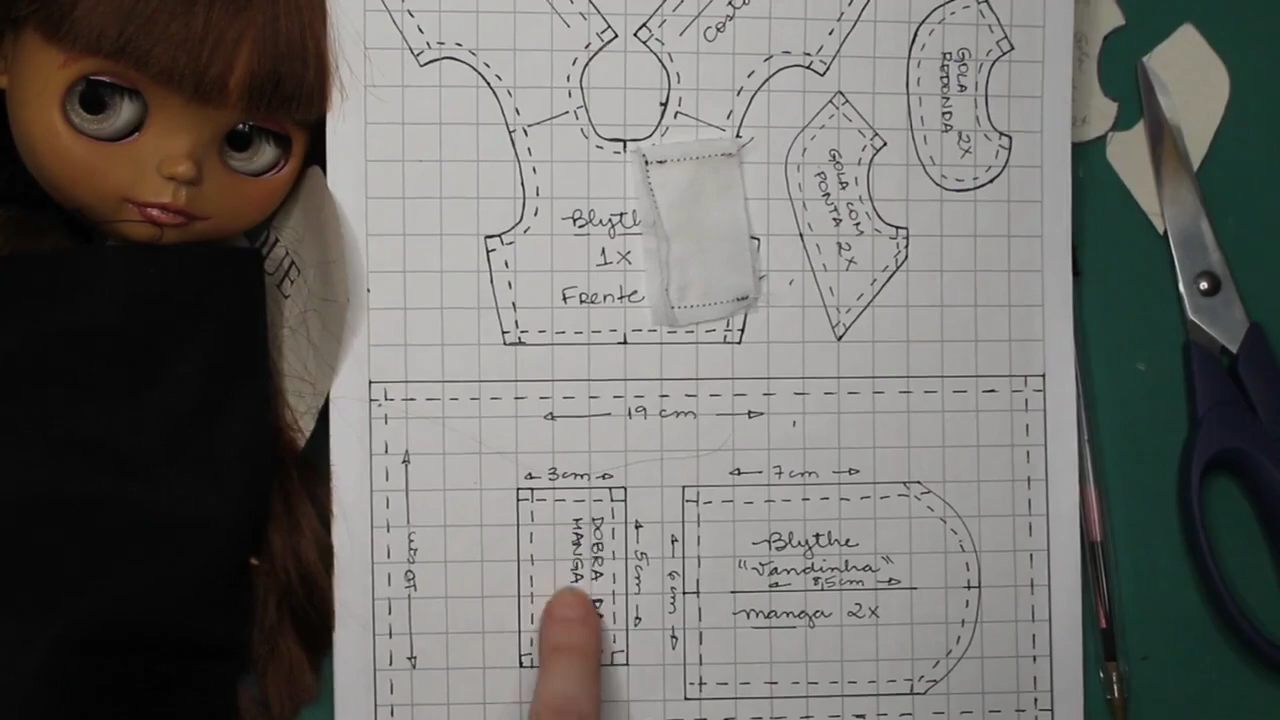 Costa
GOLA
REDONDA 2X
GOLA COM
PONTA 2X
Blyth
1X
Frente
19 cm
3cm
7cm
DOBRA D
MANGA
5cm
6cm
10 cm
Blythe
"Vandinha"
8,5cm
manga 2X